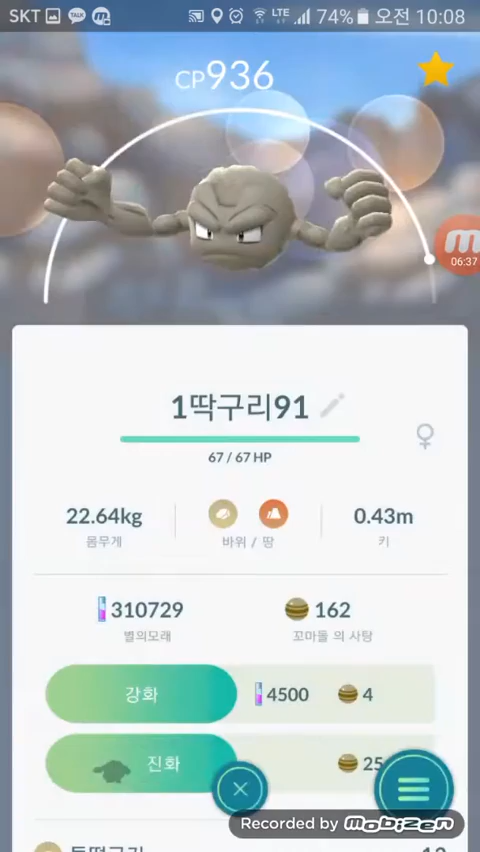 SKT TALK m LTE 74% 오전 10:08
CP936
m
06:37
1딱구리91
67 / 67 HP
22.64kg 0.43m
몸무게 바위 / 땅 키
310729 162
별의모래 꼬마돌 의 사탕
강화 4500 4
진화 25
Recorded by mobizen